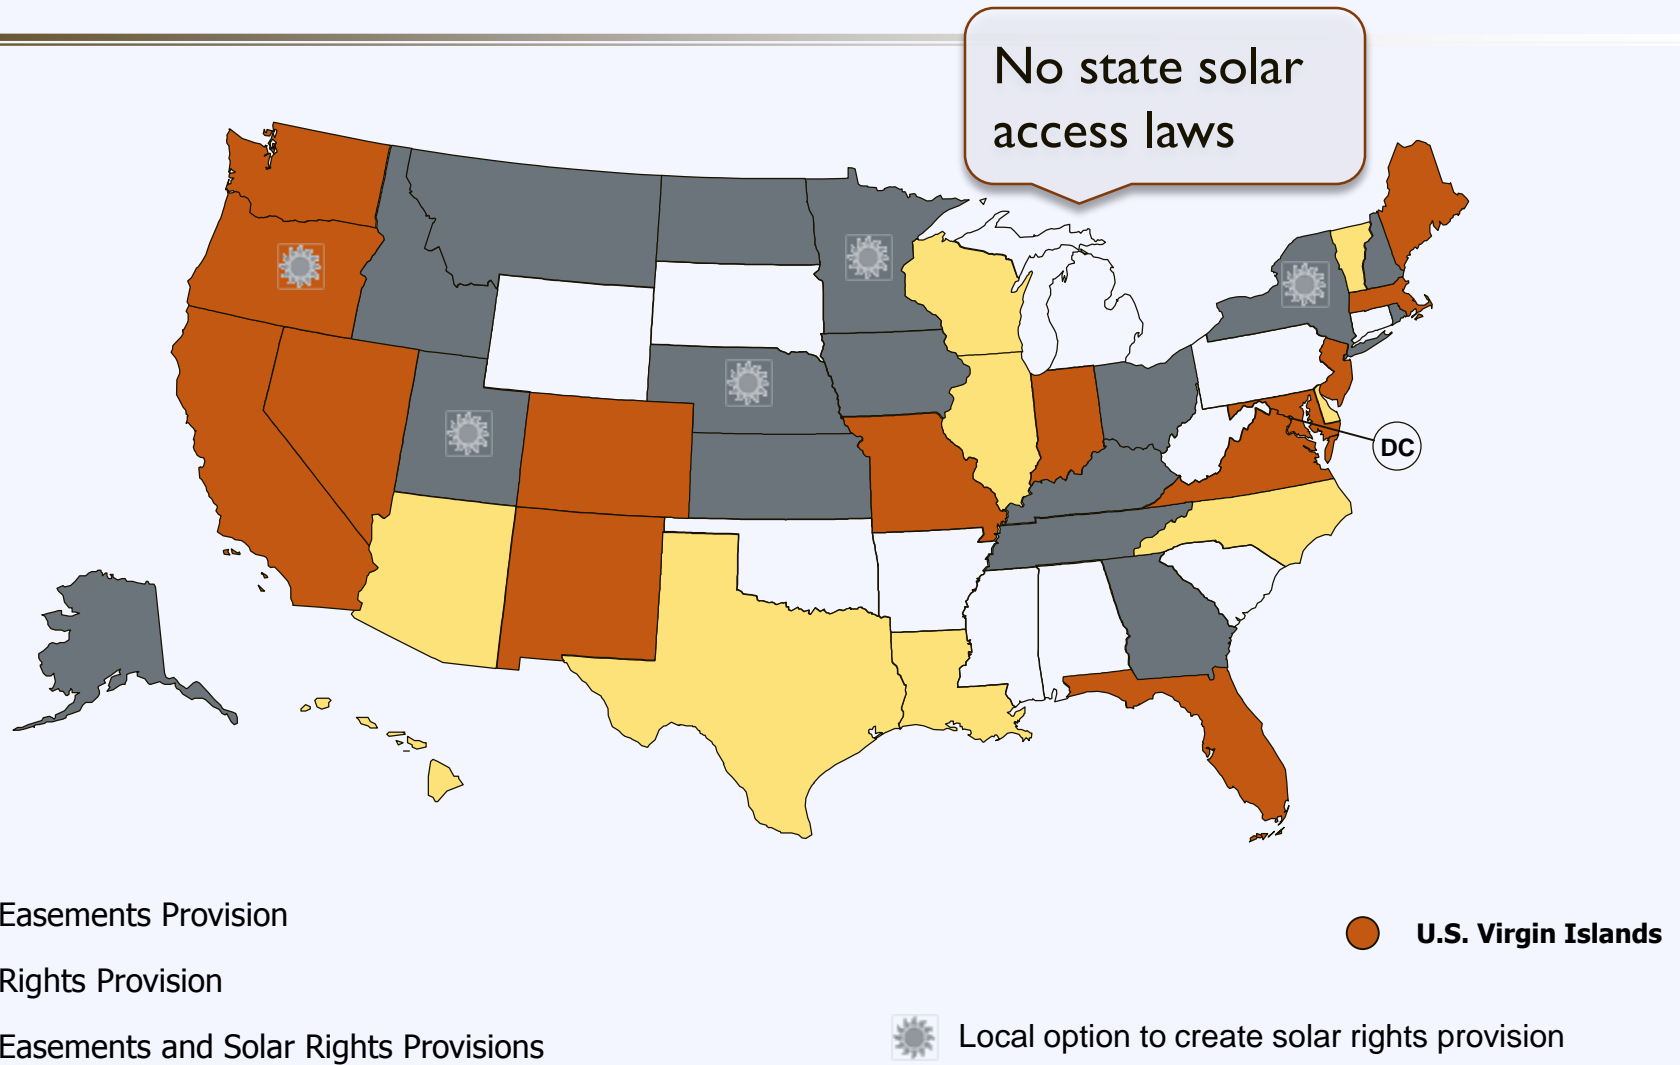 No state solar
access laws
DC
Easements Provision
U.S. Virgin Islands
Rights Provision
Easements and Solar Rights Provisions
Local option to create solar rights provision